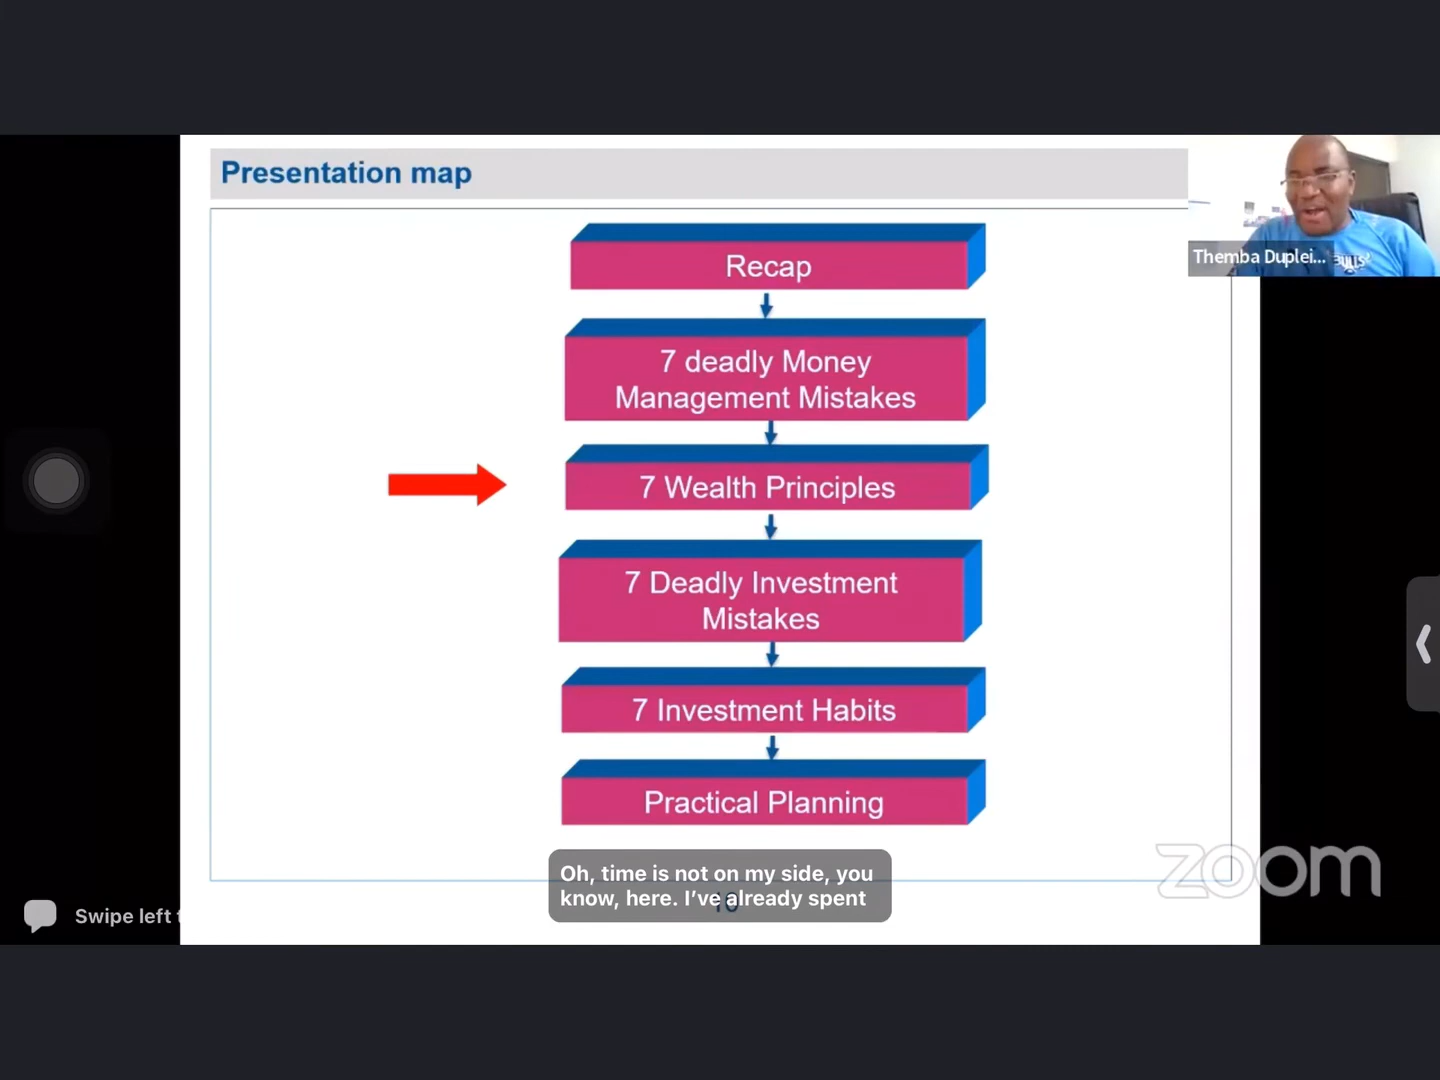 Presentation map
Recap
7 deadly Money
Management Mistakes
7 Wealth Principles
7 Deadly Investment
Mistakes
7 Investment Habits
Practical Planning
Themba Duplei...
BULLS
Oh, time is not on my side, you
know, here. I've already spent
Swipe left
zoom